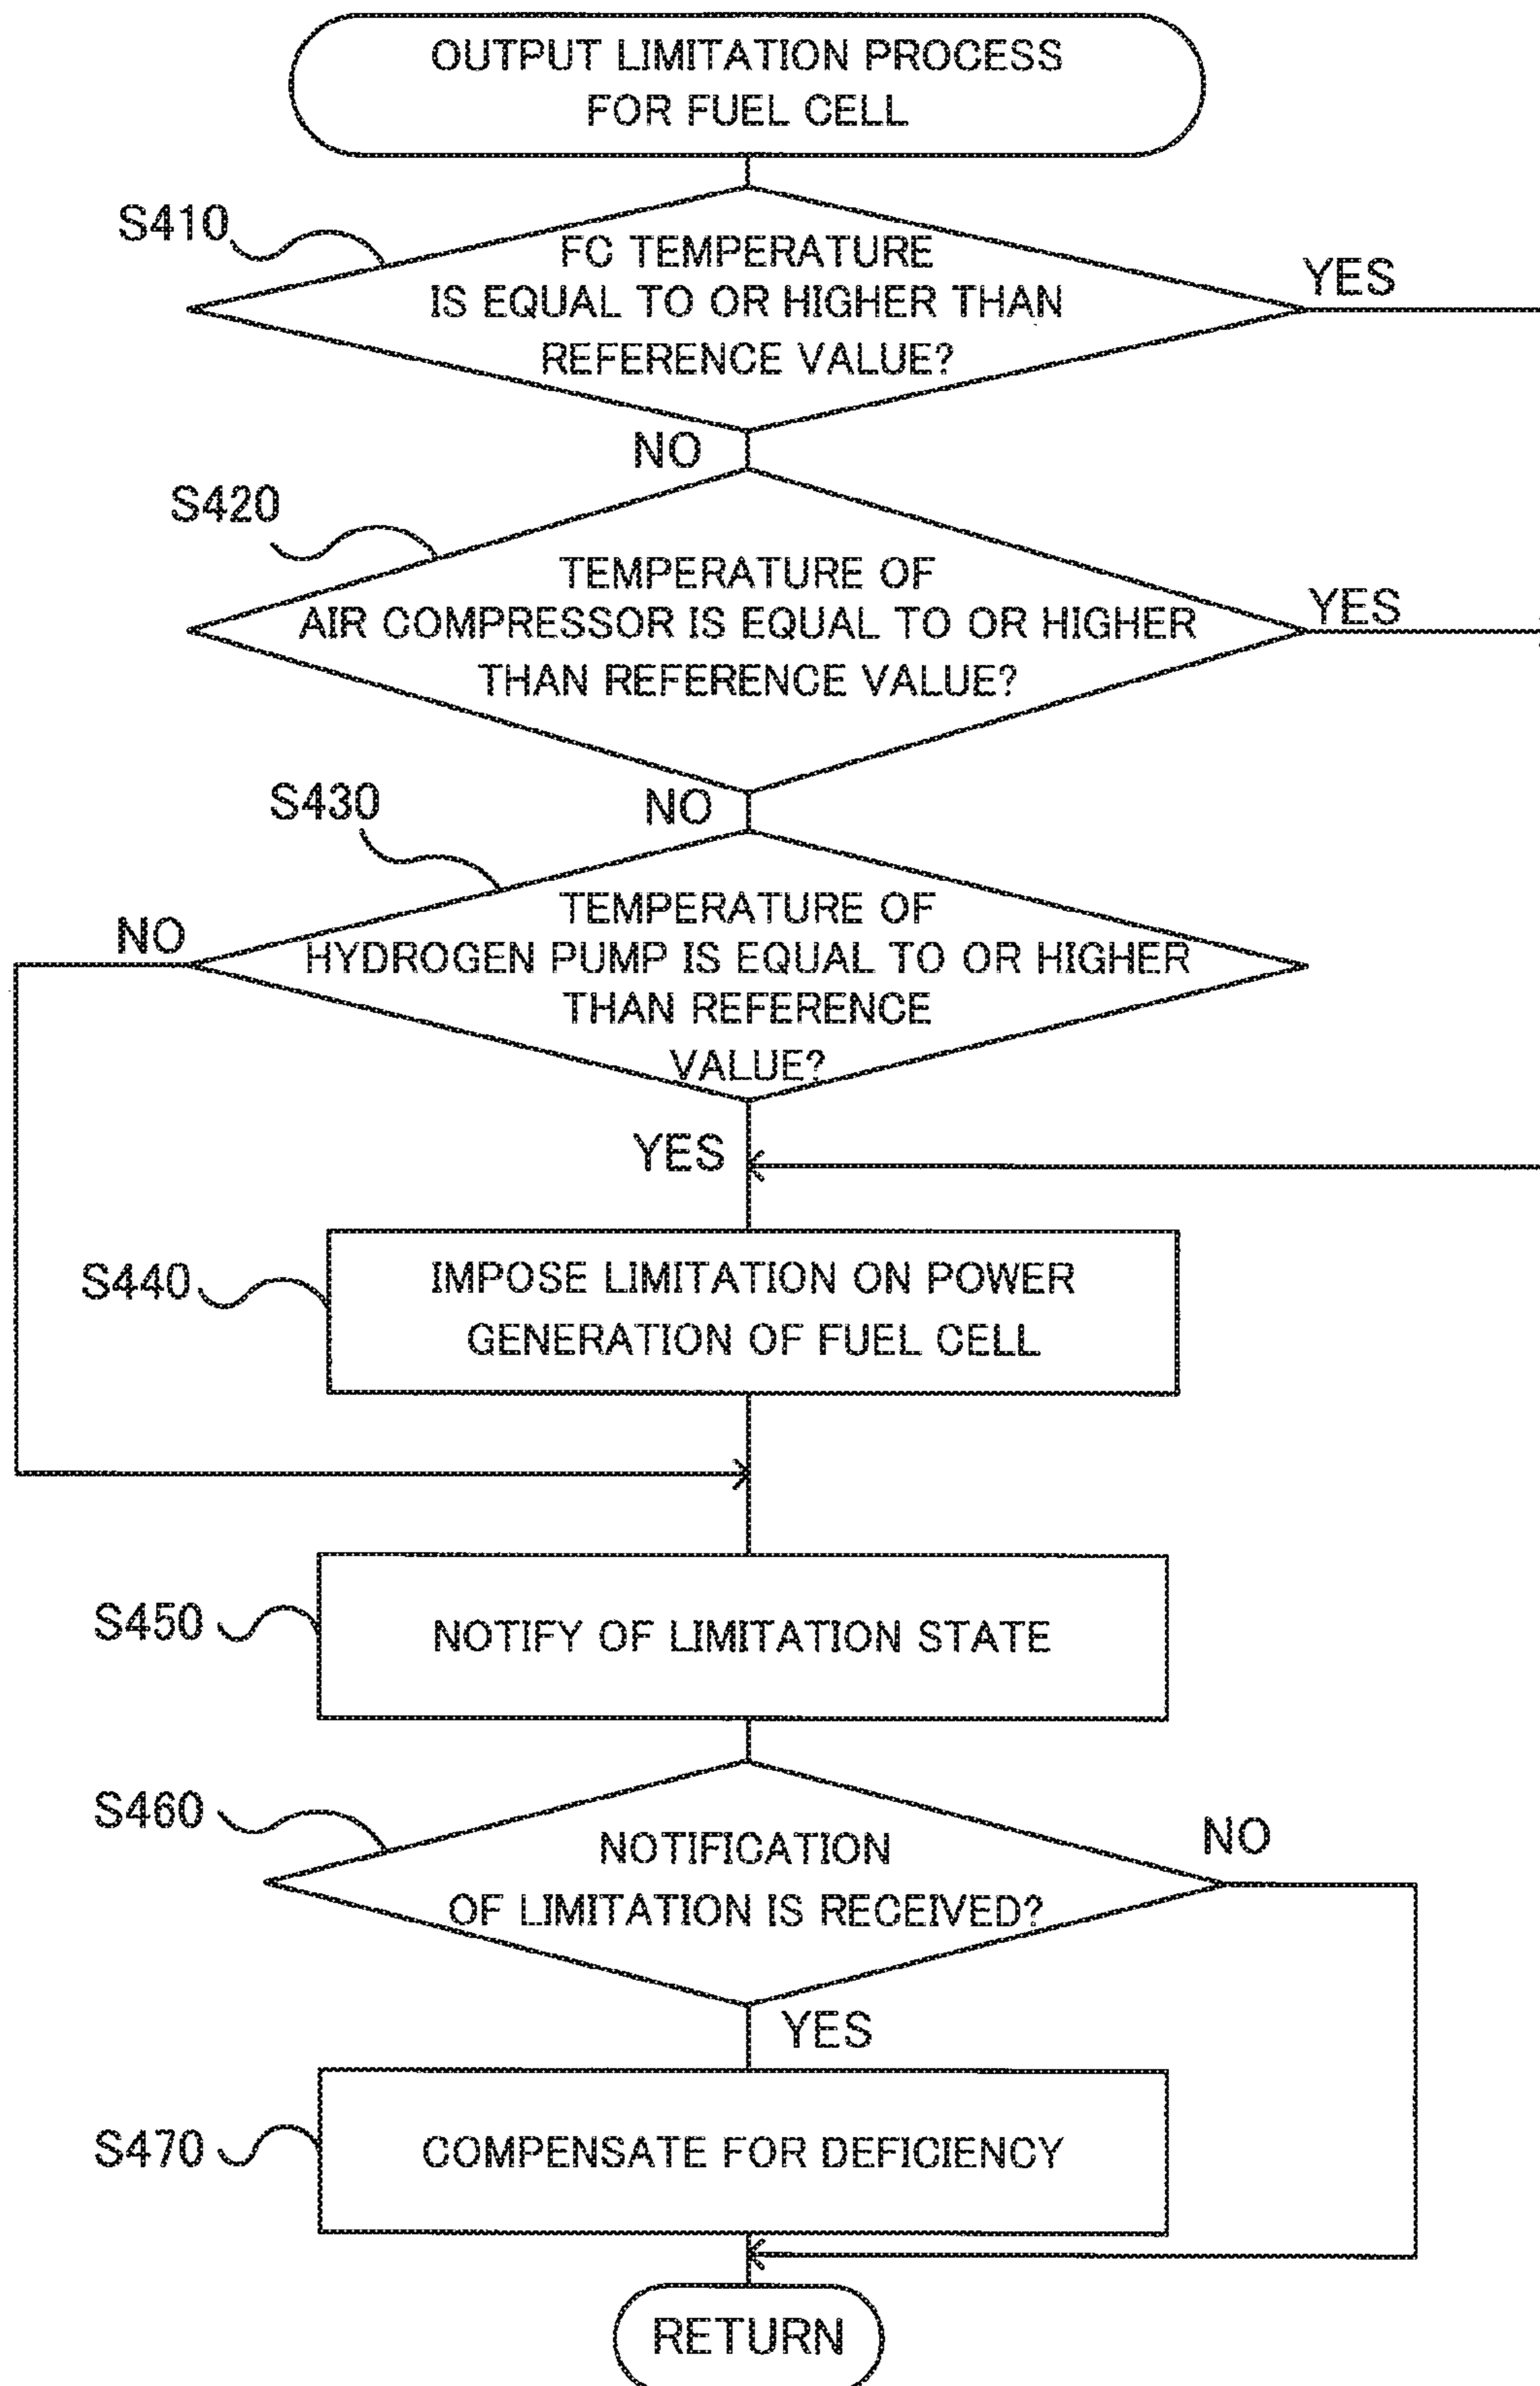 OUTPUT LIMITATION PROCESS
FOR FUEL CELL
S410
FC TEMPERATURE
IS EQUAL TO OR HIGHER THAN
REFERENCE VALUE?
YES
NO
S420
TEMPERATURE OF
AIR COMPRESSOR IS EQUAL TO OR HIGHER
THAN REFERENCE VALUE?
YES
NO
S430
TEMPERATURE OF
HYDROGEN PUMP IS EQUAL TO OR HIGHER
THAN REFERENCE
VALUE?
NO
YES
S440
IMPOSE LIMITATION ON POWER
GENERATION OF FUEL CELL
S450
NOTIFY OF LIMITATION STATE
S460
NOTIFICATION
OF LIMITATION IS RECEIVED?
NO
YES
S470
COMPENSATE FOR DEFICIENCY
RETURN